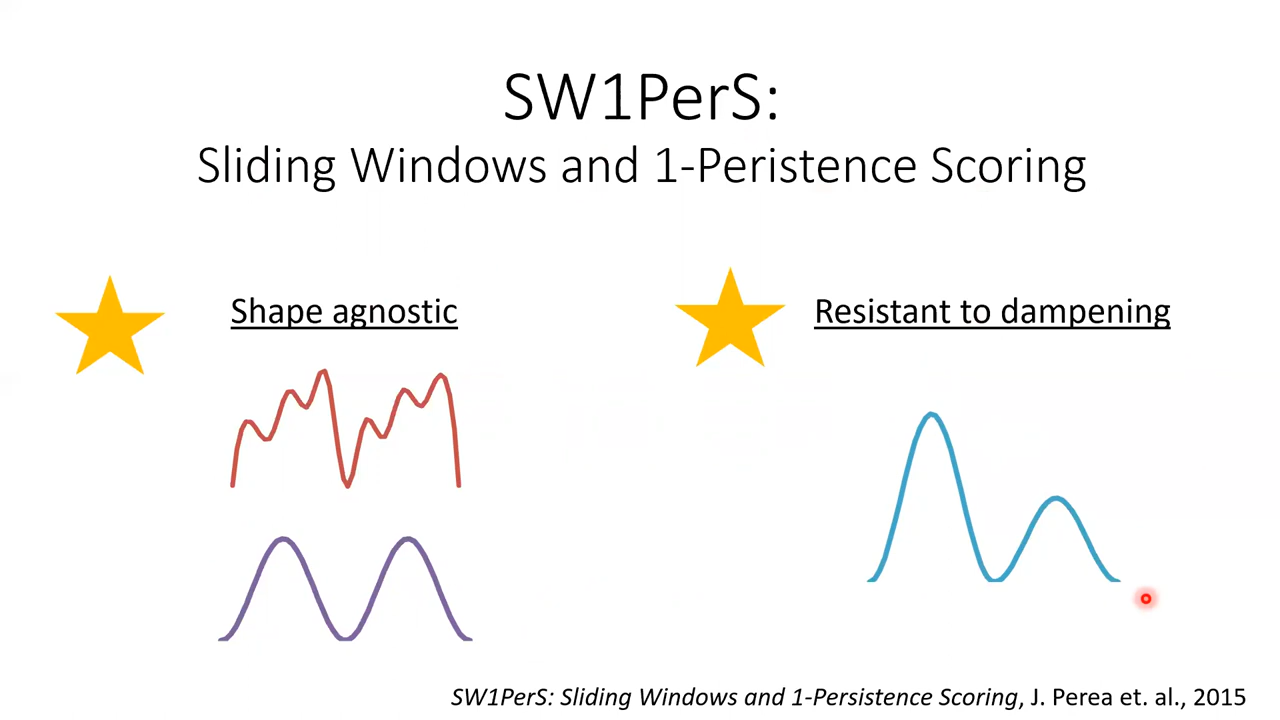 SW1PerS:
Sliding Windows and 1-Peristence Scoring
Shape agnostic
Resistant to dampening
SW1PerS: Sliding Windows and 1-Persistence Scoring, J. Perea et. al., 2015